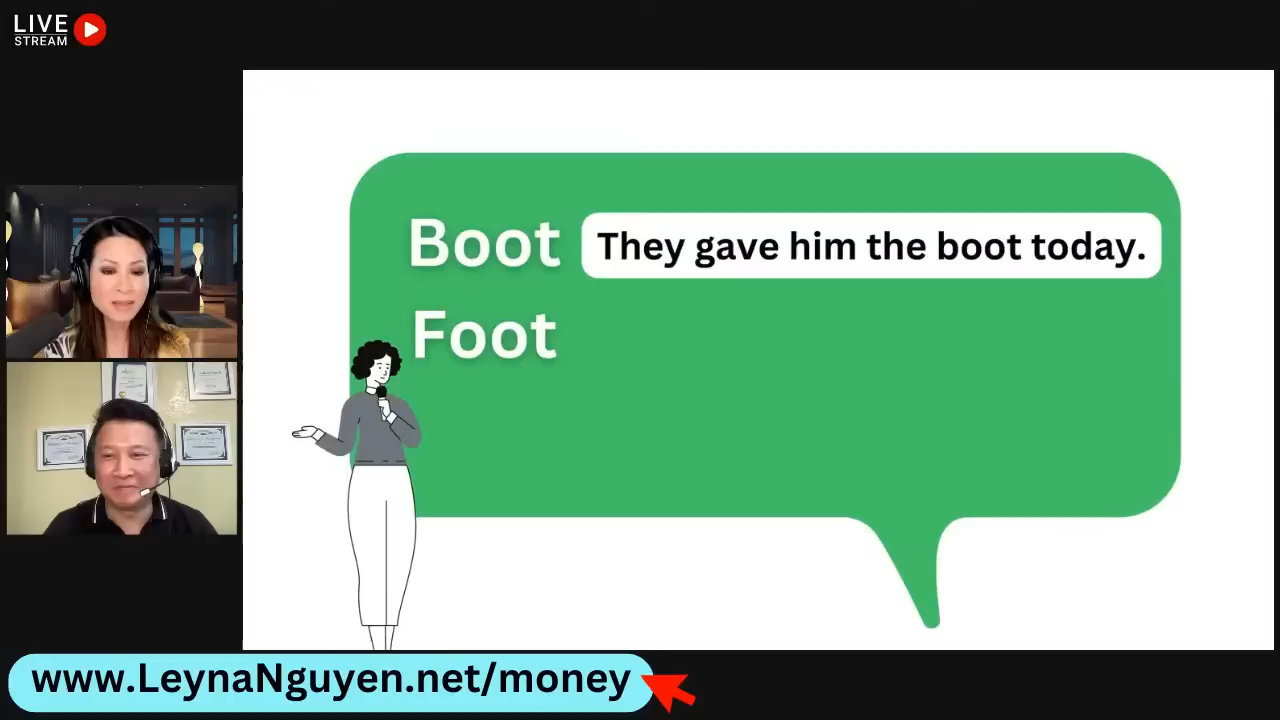 LIVE
STREAM
Boot
They gave him the boot today.
Foot
www.LeynaNguyen.net/money